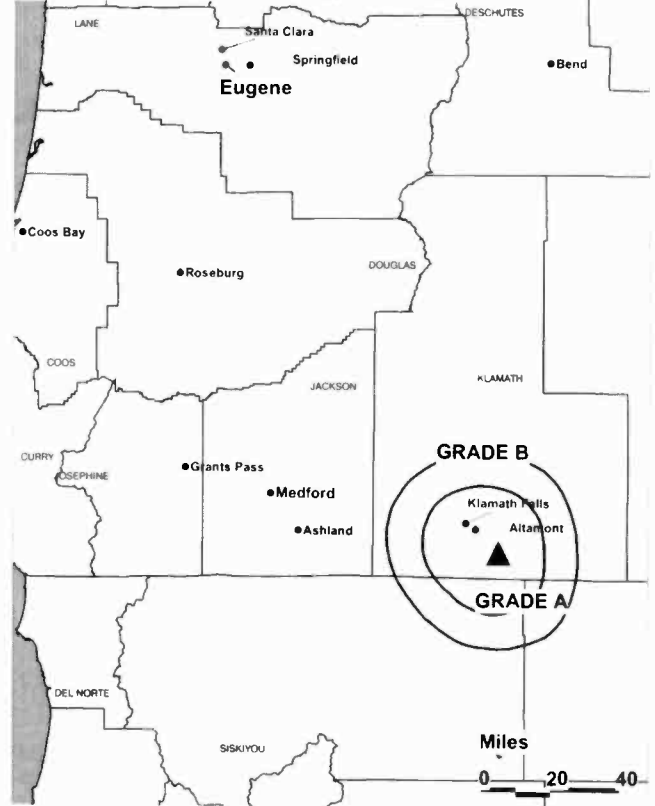 DESCHUTES
LANE
Santa Clara
Springfield
Bend
Eugene
Coos Bay
DOUGLAS
Roseburg
COOS
JACKSON
KLAMATH
GRADE B
CURRY
OSEPHINE
Grants Pass
Medford
Klamath Falls
Altamont
Ashland
GRADE A
DEL NORTE
SISKIYOU
Miles
0 20 40